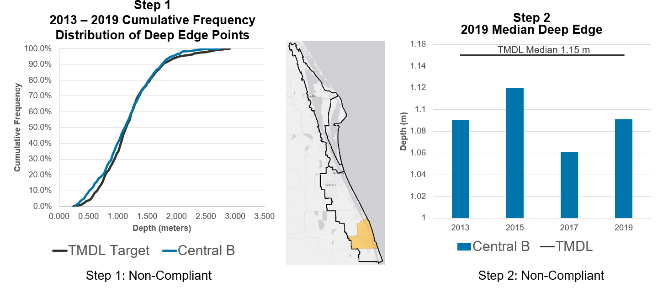 Step 1
2013 – 2019 Cumulative Frequency
Distribution of Deep Edge Points
100.0%
90.0%
80.0%
70.0%
60.0%
50.0%
40.0%
30.0%
20.0%
10.0%
0.0%
Cumulative Frequency
0.000 0.500 1.000 1.500 2.000 2.500 3.000 3.500
Depth (meters)
TMDL Target Central B
Step 1: Non-Compliant
Step 2
2019 Median Deep Edge
TMDL Median 1.15 m
1.16
1.14
1.12
1.1
1.08
1.06
1.04
1.02
1
Depth (m)
2013 2015 2017 2019
Central B TMDL
Step 2: Non-Compliant